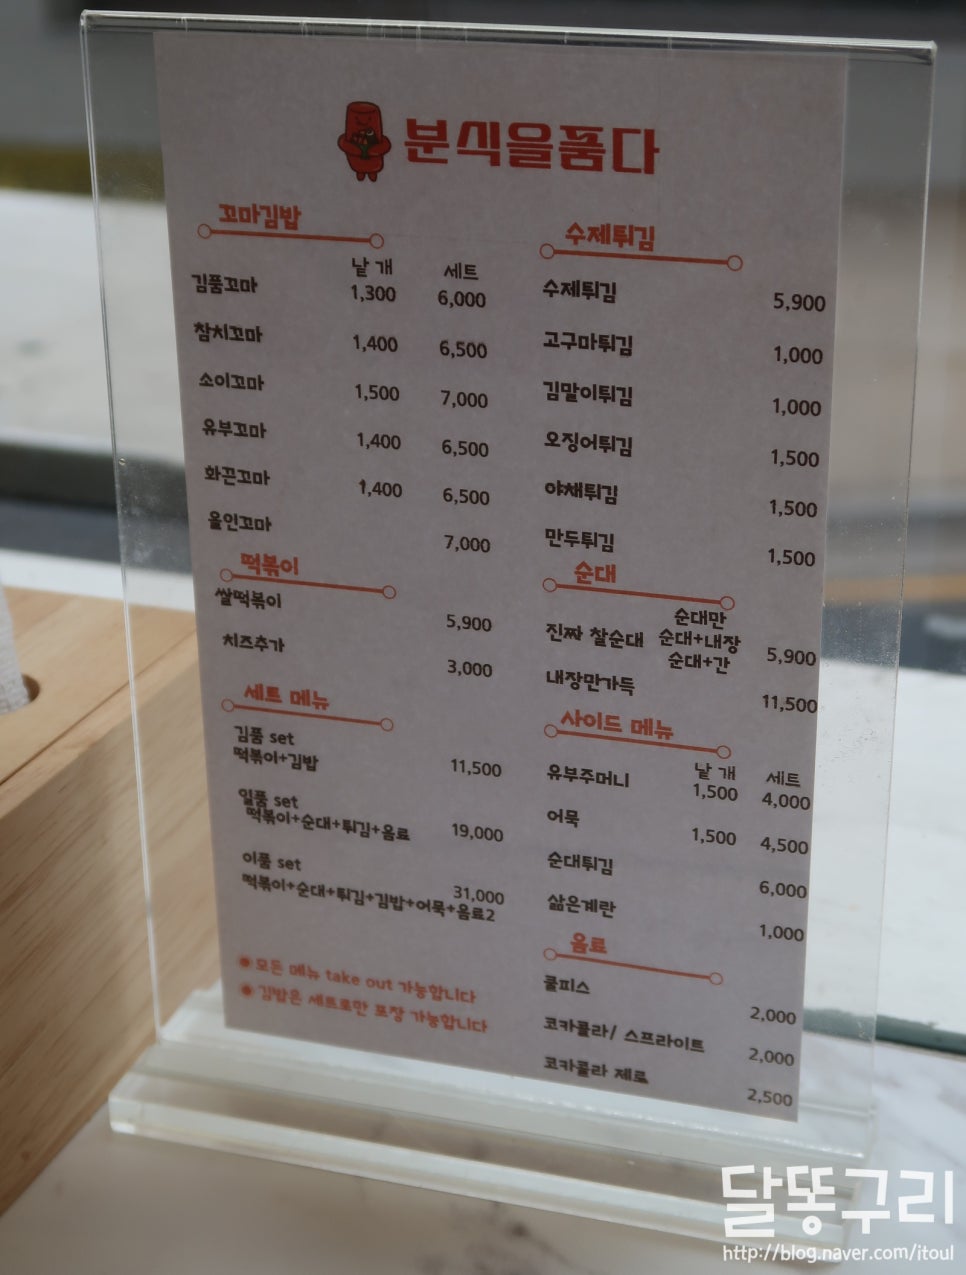 분식을품다
꼬마김밥
낱개 세트
김품꼬마 1,300 6,000
참치꼬마 1,400 6,500
소이꼬마 1,500 7,000
유부꼬마 1,400 6,500
화끈꼬마 1,400 6,500
올인꼬마 7,000
떡볶이
쌀떡볶이 5,900
치즈추가 3,000
세트 메뉴
김품 set
떡볶이+김밥 11,500
일품 set
떡볶이+순대+튀김+음료 19,000
이품 set
떡볶이+순대+튀김+김밥+어묵+음료2 31,000
● 모든 메뉴 take out 가능합니다
● 김밥은 세트로만 포장 가능합니다
수제튀김
수제튀김 5,900
고구마튀김 1,000
김말이튀김 1,000
오징어튀김 1,500
야채튀김 1,500
만두튀김 1,500
순대
순대만
진짜 찰순대 순대+내장 5,900
순대+간
내장만가득 11,500
사이드 메뉴
낱개 세트
유부주머니 1,500 4,000
어묵 1,500 4,500
순대튀김 6,000
삶은계란 1,000
음료
쿨피스 2,000
코카콜라/ 스프라이트 2,000
코카콜라 제로 2,500
달똥구리
http://blog.naver.com/itoul